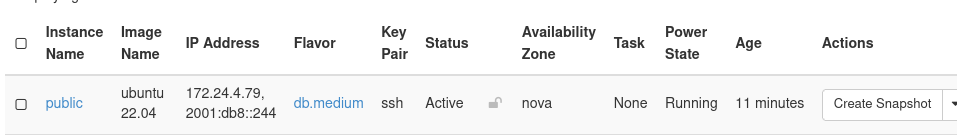 Instance Name
Image Name
IP Address
Flavor
Key Pair
Status
Availability Zone
Task
Power State
Age
Actions
public
ubuntu 22.04
172.24.4.79,
2001:db8::244
db.medium
ssh
Active
nova
None
Running
11 minutes
Create Snapshot